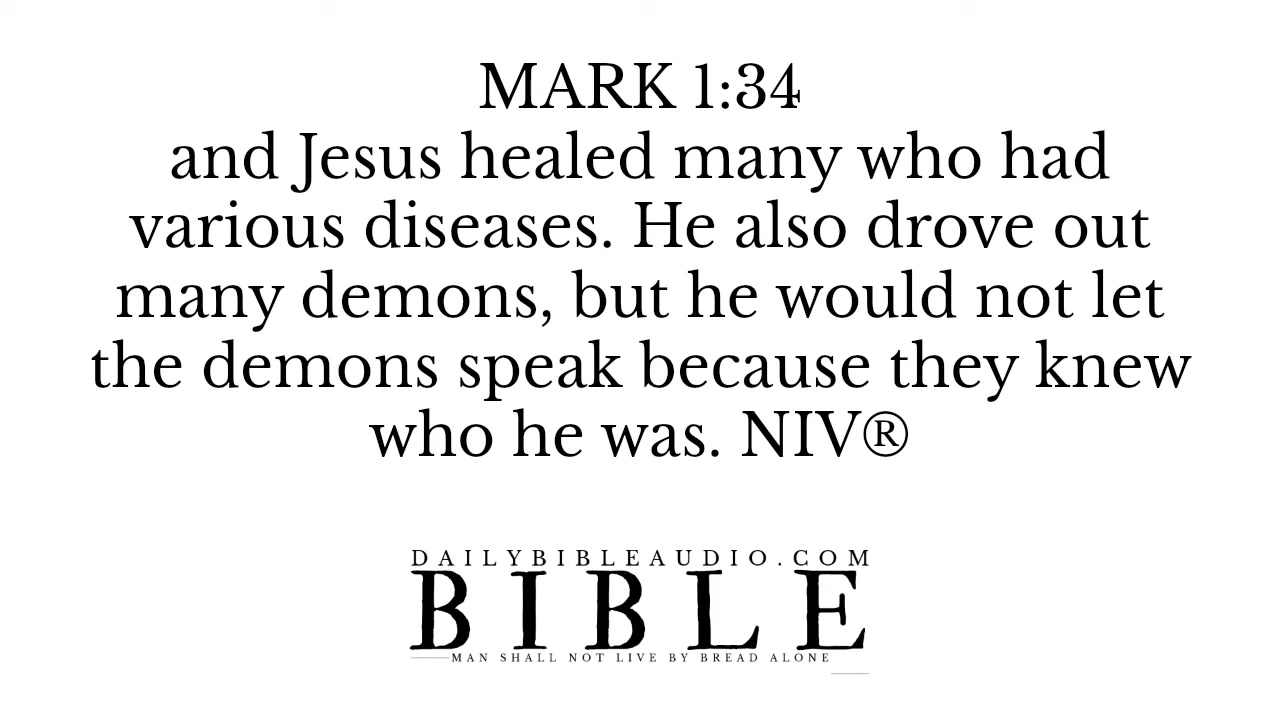 MARK 1:34
and Jesus healed many who had
various diseases. He also drove out
many demons, but he would not let
the demons speak because they knew
who he was. NIV®
DAILYBIBLEAUDIO.COM
BIBLE
MAN SHALL NOT LIVE BY BREAD ALONE